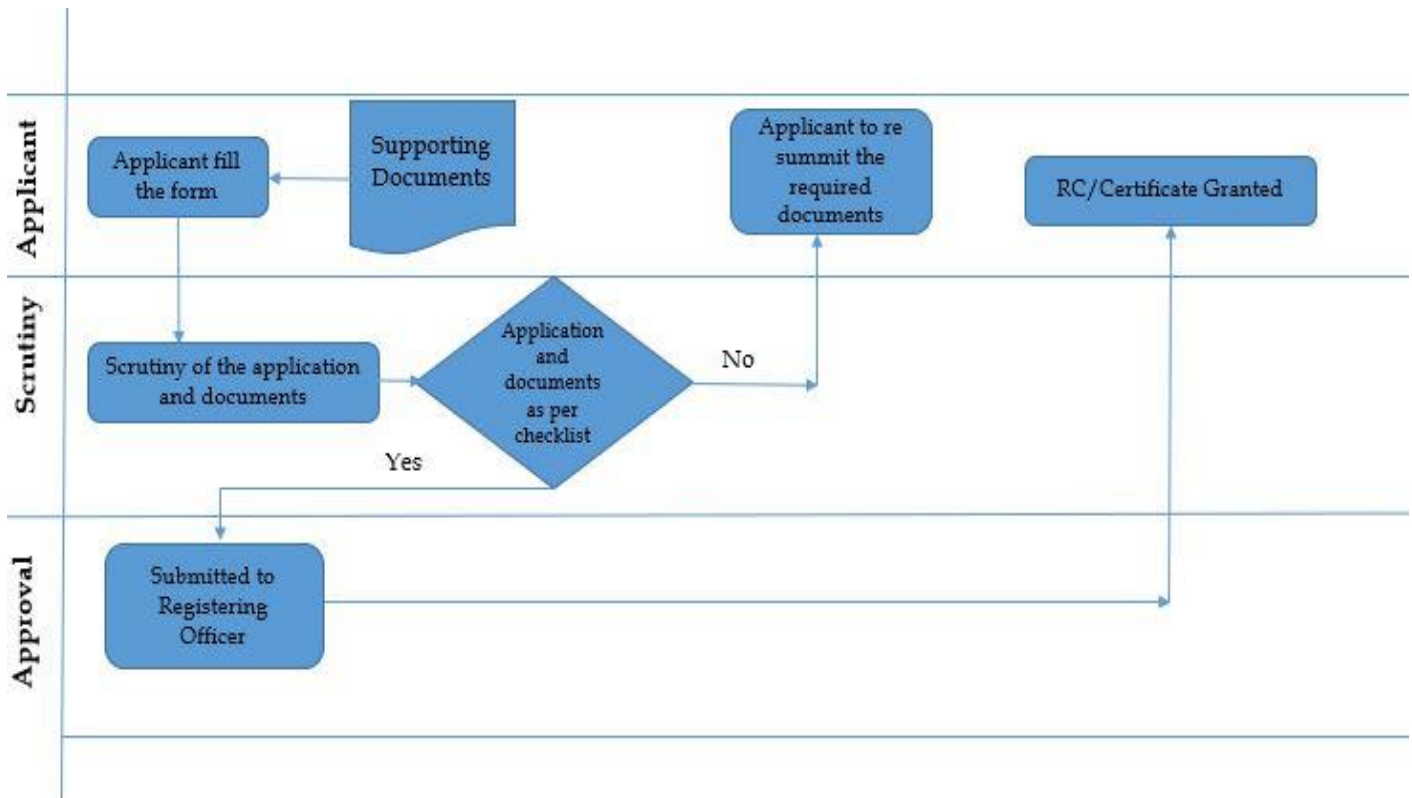 Applicant
Applicant fill
the form
Supporting
Documents
Applicant to re
summit the
required
documents
RC/Certificate Granted
Scrutiny
Scrutiny of the application
and documents
Application
and
documents
as per
checklist
No
Yes
Approval
Submitted to
Registering
Officer